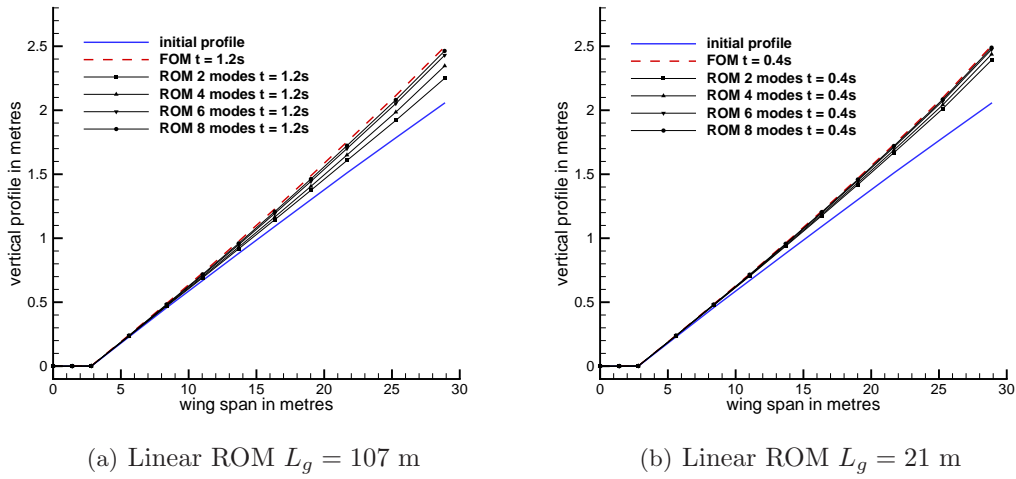 initial profile
FOM t = 1.2s
ROM 2 modes t = 1.2s
ROM 4 modes t = 1.2s
ROM 6 modes t = 1.2s
ROM 8 modes t = 1.2s
vertical profile in metres
2.5
2
1.5
1
0.5
0
0 5 10 15 20 25 30
wing span in metres
(a) Linear ROM L_g = 107 m
initial profile
FOM t = 0.4s
ROM 2 modes t = 0.4s
ROM 4 modes t = 0.4s
ROM 6 modes t = 0.4s
ROM 8 modes t = 0.4s
vertical profile in metres
2.5
2
1.5
1
0.5
0
0 5 10 15 20 25 30
wing span in metres
(b) Linear ROM L_g = 21 m